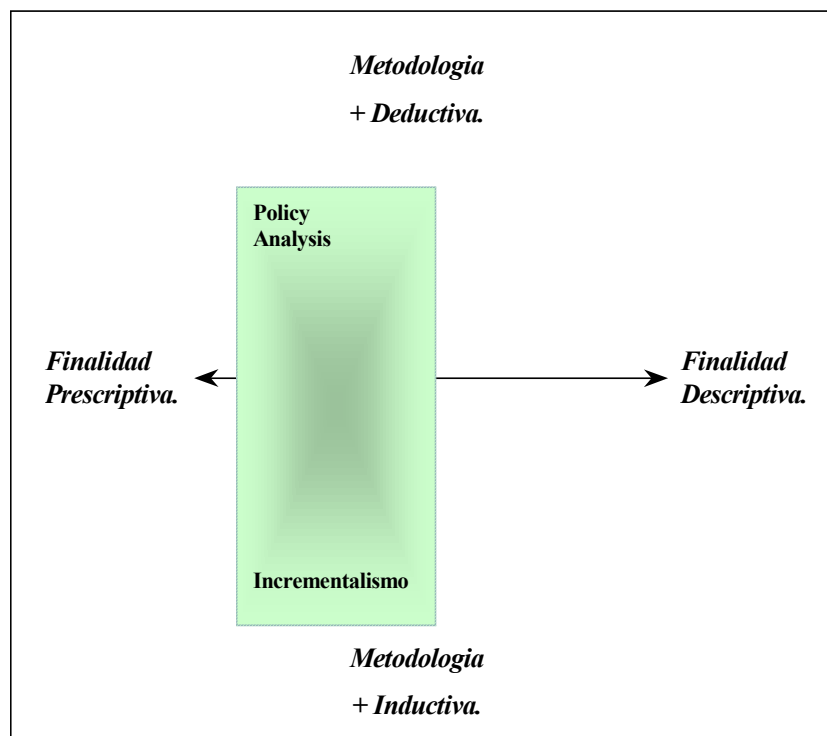 Metodologia
+ Deductiva.
Policy
Analysis
Finalidad
Prescriptiva.
Finalidad
Descriptiva.
Incrementalismo
Metodologia
+ Inductiva.